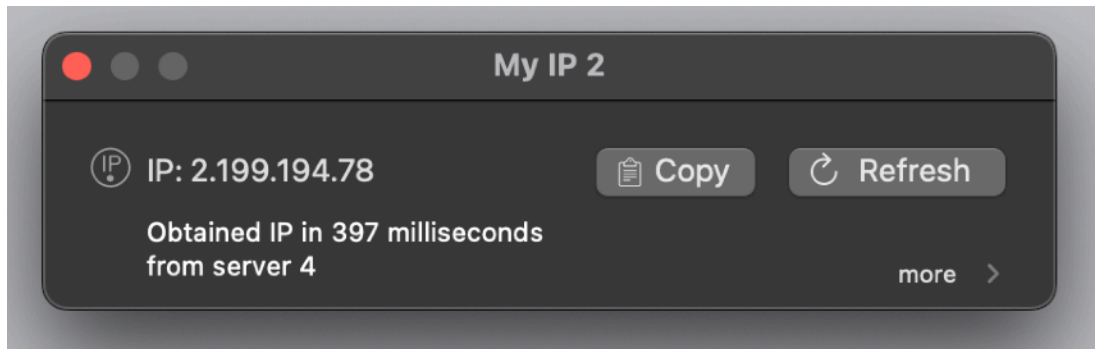 My IP 2
IP
IP: 2.199.194.78
Copy
Refresh
Obtained IP in 397 milliseconds
from server 4
more